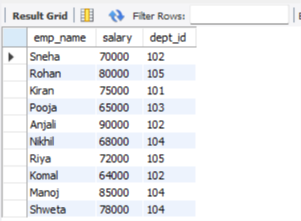 Result Grid Filter Rows:
emp_name salary dept_id
Sneha 70000 102
Rohan 80000 105
Kiran 75000 101
Pooja 65000 103
Anjali 90000 102
Nikhil 68000 104
Riya 72000 105
Komal 64000 102
Manoj 85000 104
Shweta 78000 104